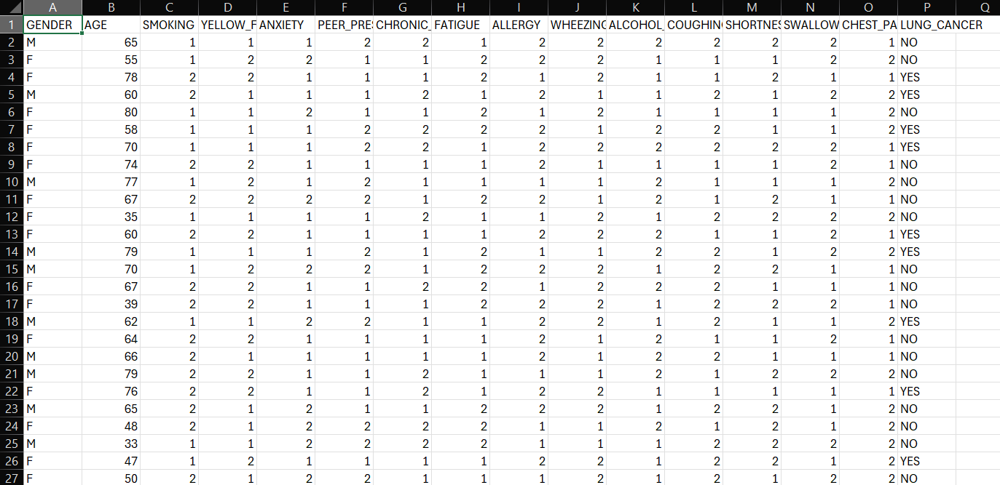 A B C D E F G H I J K L M N O P Q
1 GENDER AGE SMOKING YELLOW_F ANXIETY PEER_PRES CHRONIC_ FATIGUE ALLERGY WHEEZING ALCOHOL_ COUGHIN SHORTNES SWALLOW CHEST_PA LUNG_CANCER
2 M 65 1 1 1 2 2 1 2 2 2 2 2 2 1 NO
3 F 55 1 2 2 1 1 2 2 2 1 1 1 2 2 NO
4 F 78 2 2 1 1 1 2 1 2 1 1 2 1 1 YES
5 M 60 2 1 1 1 2 1 2 1 1 2 1 2 2 YES
6 F 80 1 1 2 1 1 2 1 2 1 1 1 1 2 NO
7 F 58 1 1 1 2 2 2 2 1 2 2 1 1 2 YES
8 F 70 1 1 1 2 2 1 2 2 2 2 2 2 1 YES
9 F 74 2 2 1 1 1 1 2 1 1 1 1 2 1 NO
10 M 77 1 2 1 2 1 1 1 1 2 1 1 1 2 NO
11 F 67 2 2 2 2 1 2 2 1 2 1 2 1 1 NO
12 F 35 1 1 1 1 2 1 1 2 1 2 2 2 2 NO
13 F 60 2 2 1 1 1 1 2 2 2 1 1 2 1 YES
14 M 79 1 1 1 2 1 2 1 1 2 2 1 2 2 YES
15 M 70 1 2 2 2 1 2 2 2 1 2 2 1 1 NO
16 F 67 2 2 1 1 2 2 1 2 2 2 1 1 1 NO
17 F 39 2 2 1 1 1 2 2 2 1 2 2 2 1 NO
18 M 62 1 1 2 2 1 1 2 2 1 2 1 1 2 YES
19 F 64 2 2 1 1 1 1 2 1 2 1 1 2 1 NO
20 M 66 2 1 1 1 1 1 2 1 2 2 1 1 1 NO
21 M 79 2 2 1 1 2 1 1 1 2 1 2 2 2 NO
22 F 76 2 2 1 1 2 1 2 2 1 1 1 1 1 YES
23 M 65 2 1 2 1 1 2 2 2 1 2 2 1 2 NO
24 F 48 2 1 2 2 2 2 1 1 2 1 2 1 2 NO
25 M 33 1 1 2 2 2 2 1 1 1 2 2 2 2 NO
26 F 47 1 2 1 1 1 1 2 2 1 2 2 1 2 YES
27 F 50 2 1 2 2 1 1 1 2 1 2 1 2 2 NO